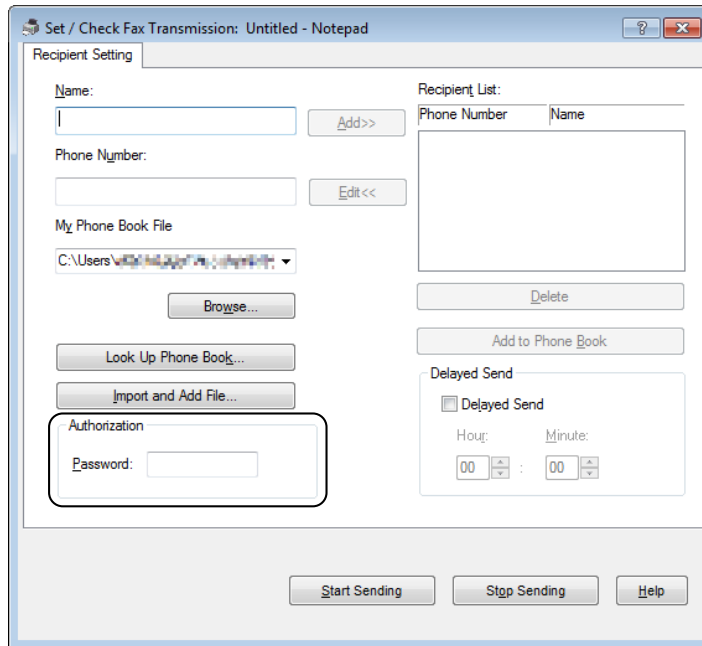 Set / Check Fax Transmission: Untitled - Notepad
Recipient Setting
Name:
Add>>
Phone Number:
Edit<<
My Phone Book File
C:\Users\
Browse...
Look Up Phone Book...
Import and Add File...
Authorization
Password:
Recipient List:
Phone Number Name
Delete
Add to Phone Book
Delayed Send
Delayed Send
Hour: Minute:
00 : 00
Start Sending Stop Sending Help